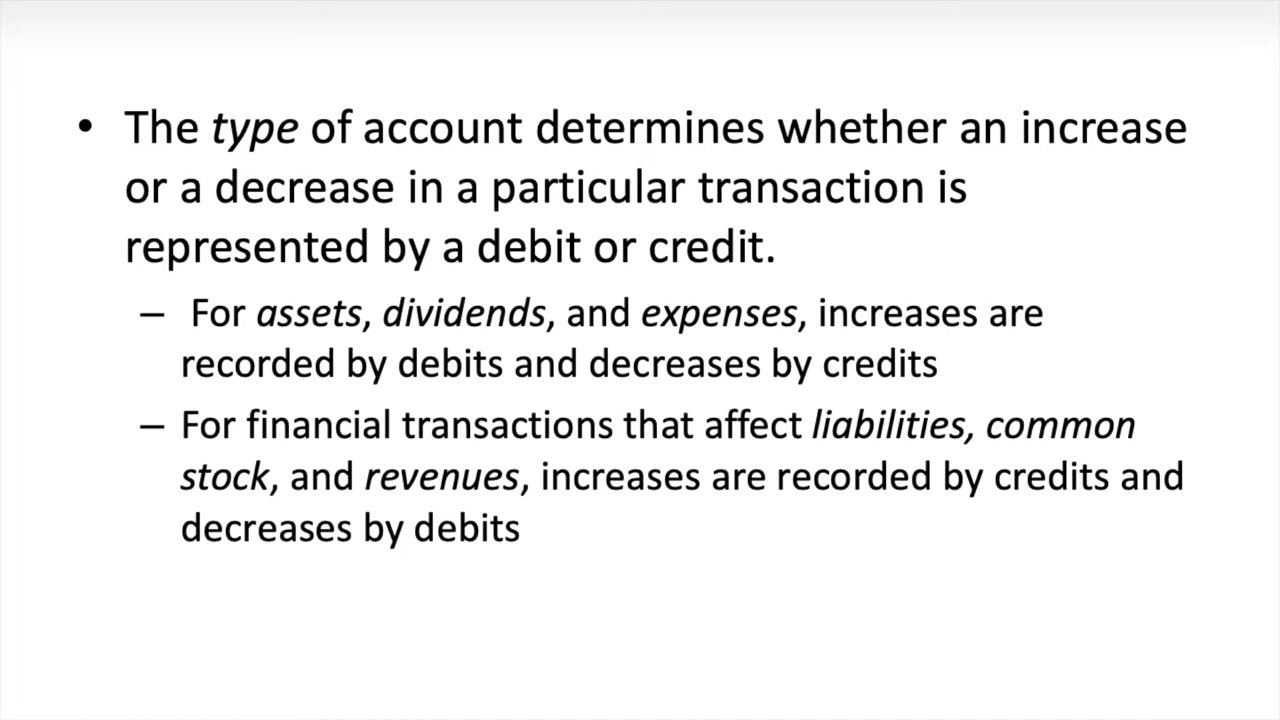 • The type of account determines whether an increase
or a decrease in a particular transaction is
represented by a debit or credit.
– For assets, dividends, and expenses, increases are
recorded by debits and decreases by credits
– For financial transactions that affect liabilities, common
stock, and revenues, increases are recorded by credits and
decreases by debits